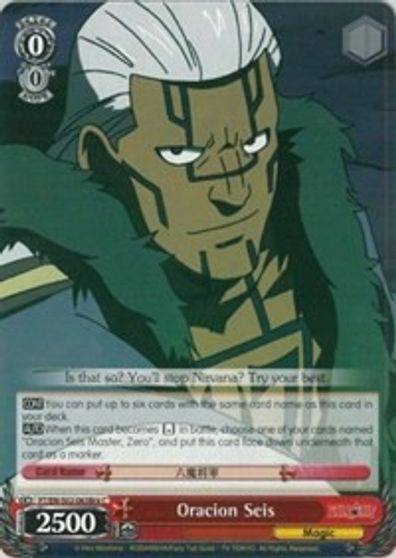 0
0
Is that so? You'll stop Nirvana? Try your best.
CONT You can put up to six cards with the same card name as this card in
your deck.
AUTO When this card becomes [ ] in battle, choose one of your cards named
"Oracion Seis Master, Zero", and put this card face down underneath that
card as a marker.
Card Name 六魔将軍
2500
Oracion Seis
Magic